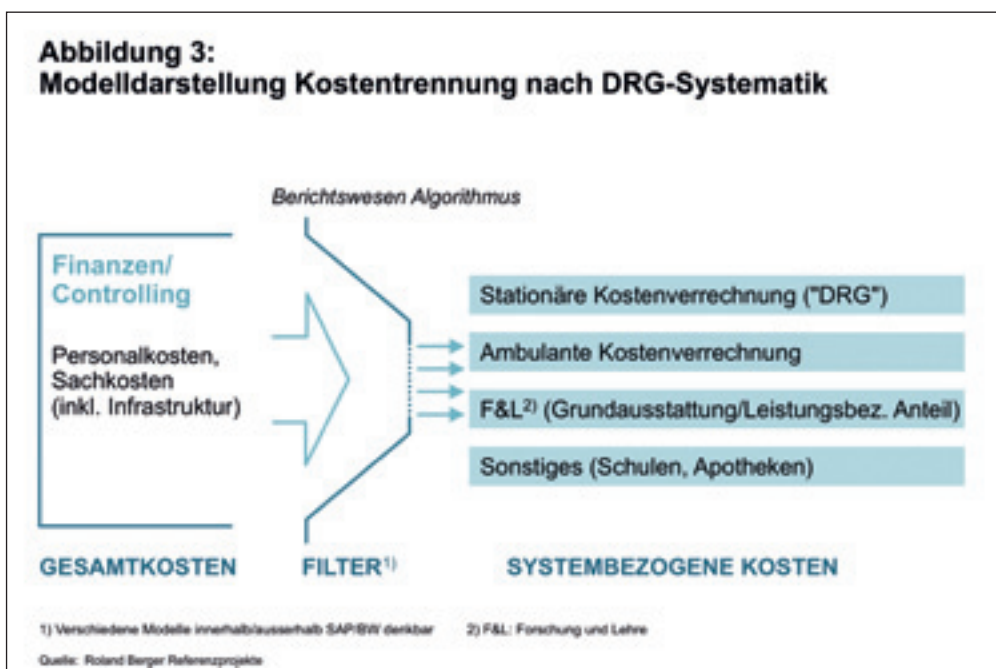 Abbildung 3:
Modelldarstellung Kostentrennung nach DRG-Systematik
Berichtswesen Algorithmus
Finanzen/
Controlling
Personalkosten,
Sachkosten
(inkl. Infrastruktur)
Stationäre Kostenverrechnung ("DRG")
Ambulante Kostenverrechnung
F&L²⁾ (Grundausstattung/Leistungsbez. Anteil)
Sonstiges (Schulen, Apotheken)
GESAMTKOSTEN
FILTER¹⁾
SYSTEMBEZOGENE KOSTEN
1) Verschiedene Modelle innerhalb/ausserhalb SAP/BW denkbar
2) F&L: Forschung und Lehre
Quelle: Roland Berger Referenzprojekte